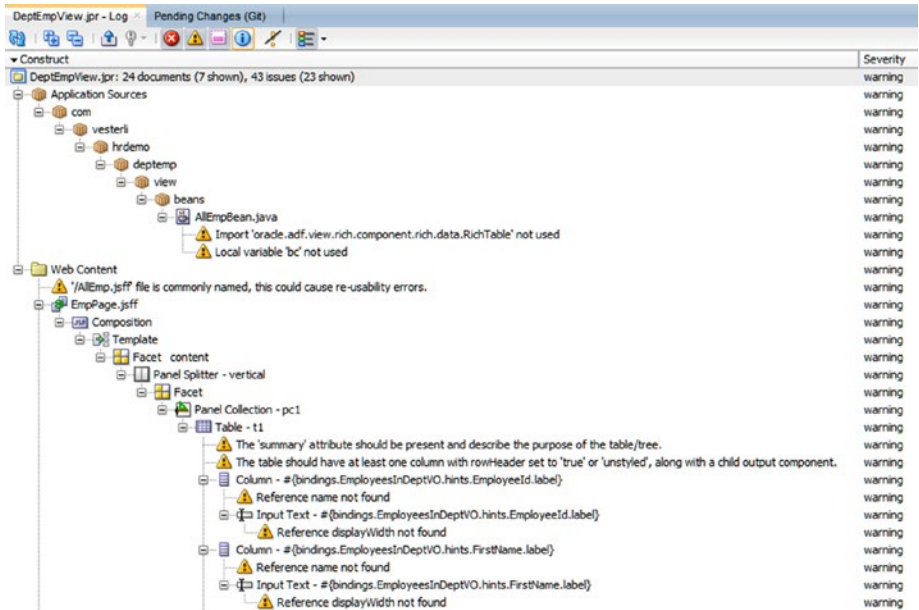 DeptEmpView.jpr - Log × Pending Changes (Git)
Construct Severity
DeptEmpView.jpr: 24 documents (7 shown), 43 issues (23 shown) warning
Application Sources warning
com warning
vesterli warning
hrdemo warning
deptemp warning
view warning
beans warning
AllEmpBean.java warning
Import 'oracle.adf.view.rich.component.rich.data.RichTable' not used warning
Local variable 'bc' not used warning
Web Content warning
'/AllEmp.jsff' file is commonly named, this could cause re-usability errors. warning
EmpPage.jsff warning
JSP Composition warning
Template warning
Facet content warning
Panel Splitter - vertical warning
Facet warning
Panel Collection - pc1 warning
Table - t1 warning
The 'summary' attribute should be present and describe the purpose of the table/tree. warning
The table should have at least one column with rowHeader set to 'true' or 'unstyled', along with a child output component. warning
Column - #{bindings.EmployeesInDeptVO.hints.EmployeeId.label} warning
Reference name not found warning
Input Text - #{bindings.EmployeesInDeptVO.hints.EmployeeId.label} warning
Reference displayWidth not found warning
Column - #{bindings.EmployeesInDeptVO.hints.FirstName.label} warning
Reference name not found warning
Input Text - #{bindings.EmployeesInDeptVO.hints.FirstName.label} warning
Reference displayWidth not found warning